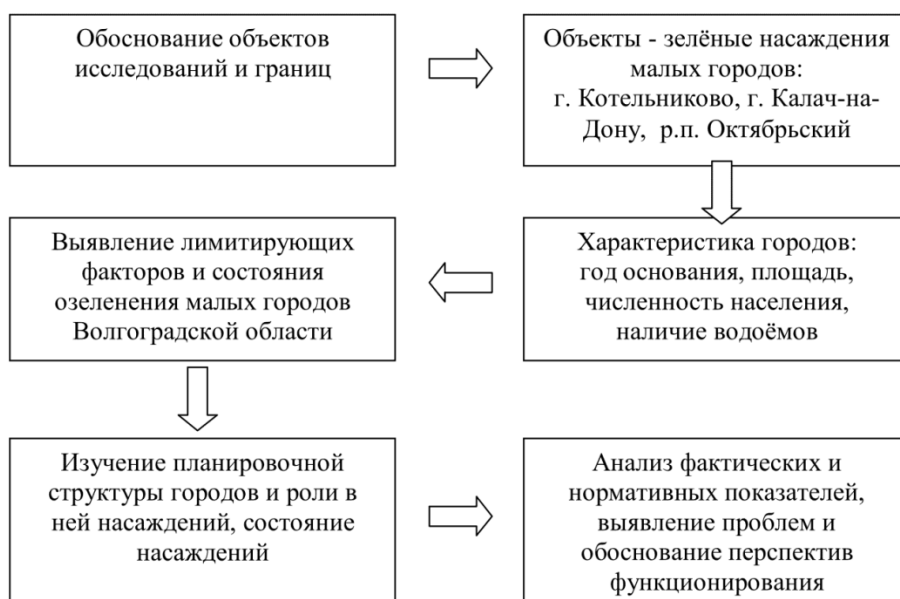 Обоснование объектов
исследований и границ
Объекты - зелёные насаждения
малых городов:
г. Котельниково, г. Калач-на-
Дону, р.п. Октябрьский
Характеристика городов:
год основания, площадь,
численность населения,
наличие водоёмов
Выявление лимитирующих
факторов и состояния
озеленения малых городов
Волгоградской области
Изучение планировочной
структуры городов и роли в
ней насаждений, состояние
насаждений
Анализ фактических и
нормативных показателей,
выявление проблем и
обоснование перспектив
функционирования